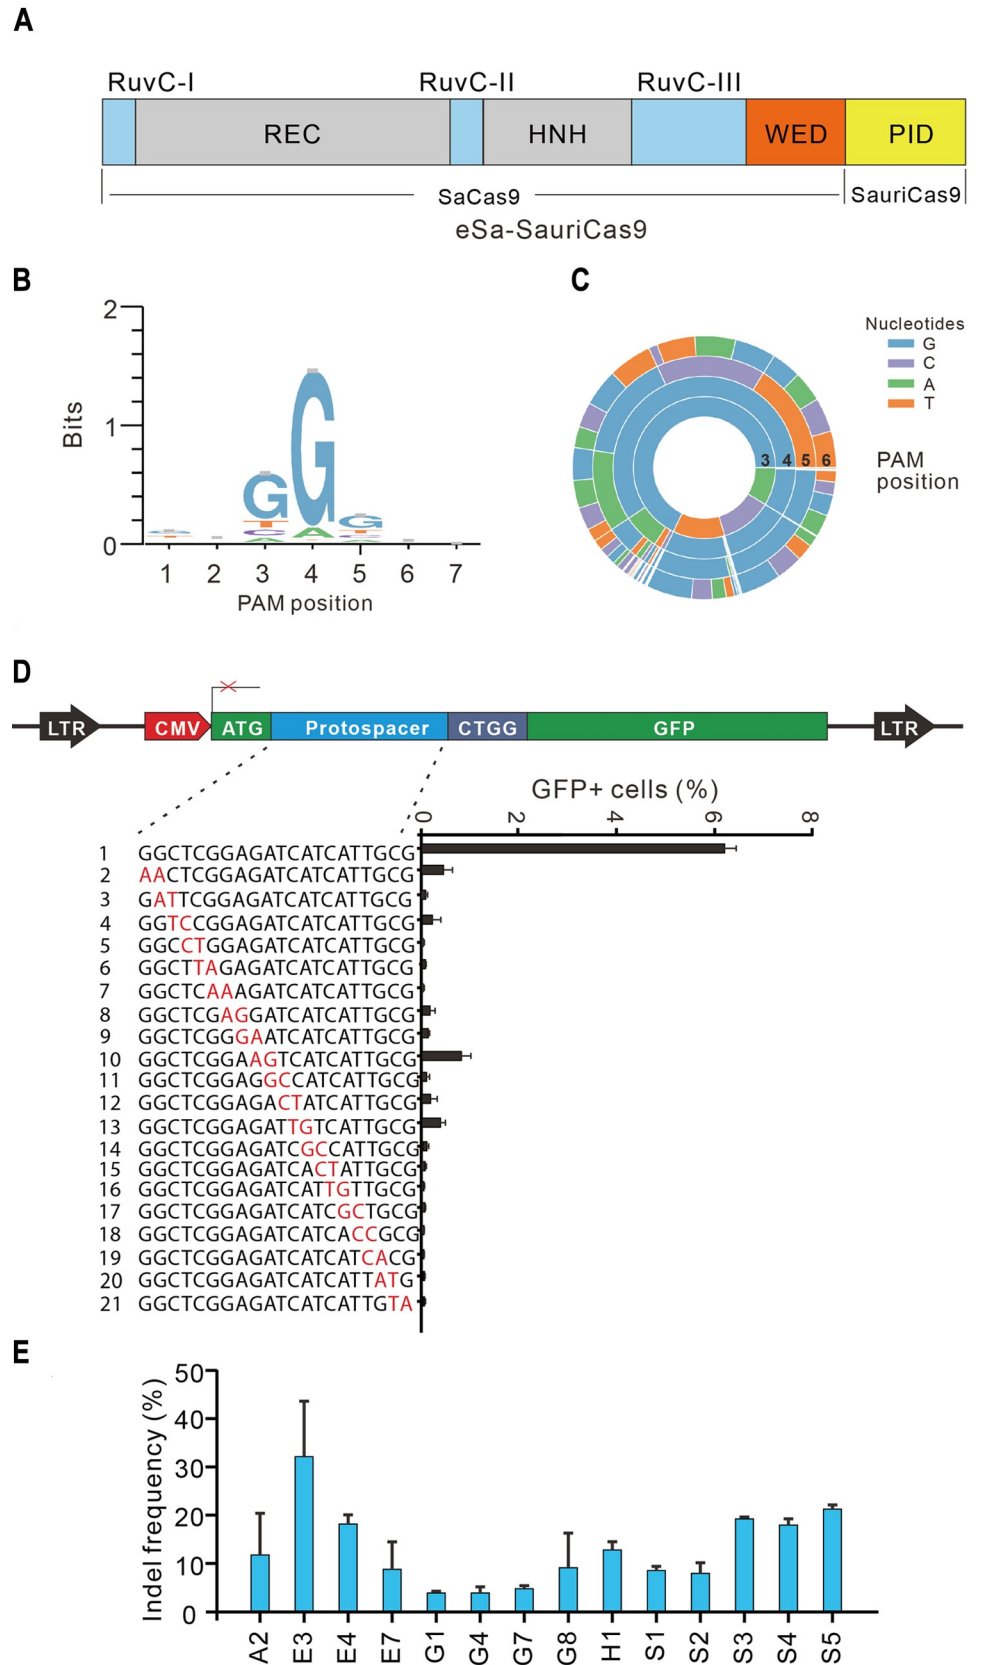 A
RuvC-I RuvC-II RuvC-III
REC HNH WED PID
SaCas9 SauriCas9
eSa-SauriCas9
B
2
1
0
Bits
G T C A
G A
G T C A
1 2 3 4 5 6 7
PAM position
C
Nucleotides
G
C
A
T
3 4 5 6
PAM
position
D
LTR CMV ATG Protospacer CTGG GFP LTR
GFP+ cells (%)
0 2 4 6 8
1 GGCTCGGAGATCATCATTGCG
2 AACTCGGAGATCATCATTGCG
3 GATTCGGAGATCATCATTGCG
4 GGTCCGGAGATCATCATTGCG
5 GGCCTGGAGATCATCATTGCG
6 GGCTTAGAGATCATCATTGCG
7 GGCTCAAAGATCATCATTGCG
8 GGCTCGAGGATCATCATTGCG
9 GGCTCGGGAATCATCATTGCG
10 GGCTCGGAAGTCATCATTGCG
11 GGCTCGGAGGCCATCATTGCG
12 GGCTCGGAGACTATCATTGCG
13 GGCTCGGAGATTGTCATTGCG
14 GGCTCGGAGATCGCCATTGCG
15 GGCTCGGAGATCACTATTGCG
16 GGCTCGGAGATCATTGTTGCG
17 GGCTCGGAGATCATCGCTGCG
18 GGCTCGGAGATCATCACCGCG
19 GGCTCGGAGATCATCATCACG
20 GGCTCGGAGATCATCATTATG
21 GGCTCGGAGATCATCATTGTA
E
Indel frequency (%)
50
40
30
20
10
0
A2 E3 E4 E7 G1 G4 G7 G8 H1 S1 S2 S3 S4 S5